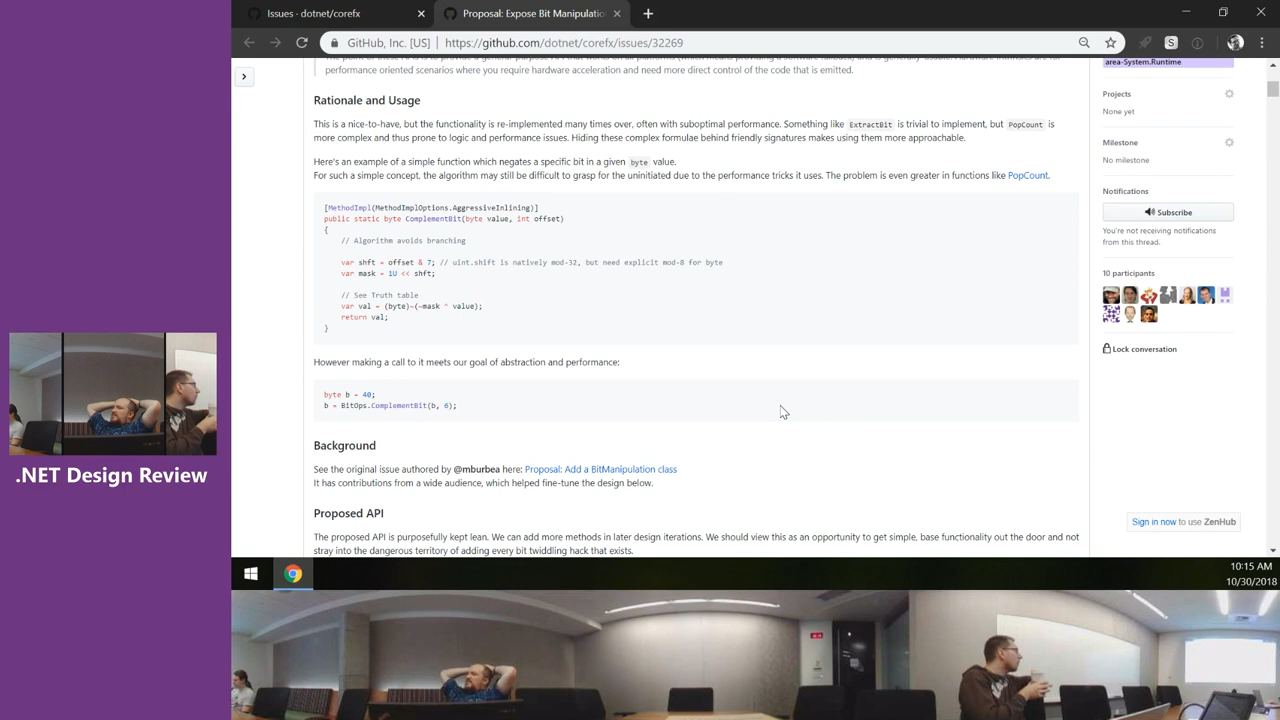 Issues · dotnet/corefx
Proposal: Expose Bit Manipulatio
GitHub, Inc. [US] | https://github.com/dotnet/corefx/issues/32269
performance oriented scenarios where you require hardware acceleration and need more direct control of the code that is emitted.
area-System.Runtime
Rationale and Usage
Projects
None yet
This is a nice-to-have, but the functionality is re-implemented many times over, often with suboptimal performance. Something like ExtractBit is trivial to implement, but PopCount is
more complex and thus prone to logic and performance issues. Hiding these complex formulae behind friendly signatures makes using them more approachable.
Milestone
No milestone
Here's an example of a simple function which negates a specific bit in a given byte value.
For such a simple concept, the algorithm may still be difficult to grasp for the uninitiated due to the performance tricks it uses. The problem is even greater in functions like PopCount.
Notifications
Subscribe
You're not receiving notifications
from this thread.
[MethodImpl(MethodImplOptions.AggressiveInlining)]
public static byte ComplementBit(byte value, int offset)
{
// Algorithm avoids branching
var shft = offset & 7; // uint.shift is natively mod-32, but need explicit mod-8 for byte
var mask = 1U << shft;
// See Truth table
var val = (byte)~(~mask ^ value);
return val;
}
10 participants
Lock conversation
However making a call to it meets our goal of abstraction and performance:
byte b = 40;
b = BitOps.ComplementBit(b, 6);
Background
See the original issue authored by @mburbea here: Proposal: Add a BitManipulation class
It has contributions from a wide audience, which helped fine-tune the design below.
Proposed API
The proposed API is purposefully kept lean. We can add more methods in later design iterations. We should view this as an opportunity to get simple, base functionality out the door and not
stray into the dangerous territory of adding every bit twiddling hack that exists.
Sign in now to use ZenHub
.NET Design Review
10:15 AM
10/30/2018